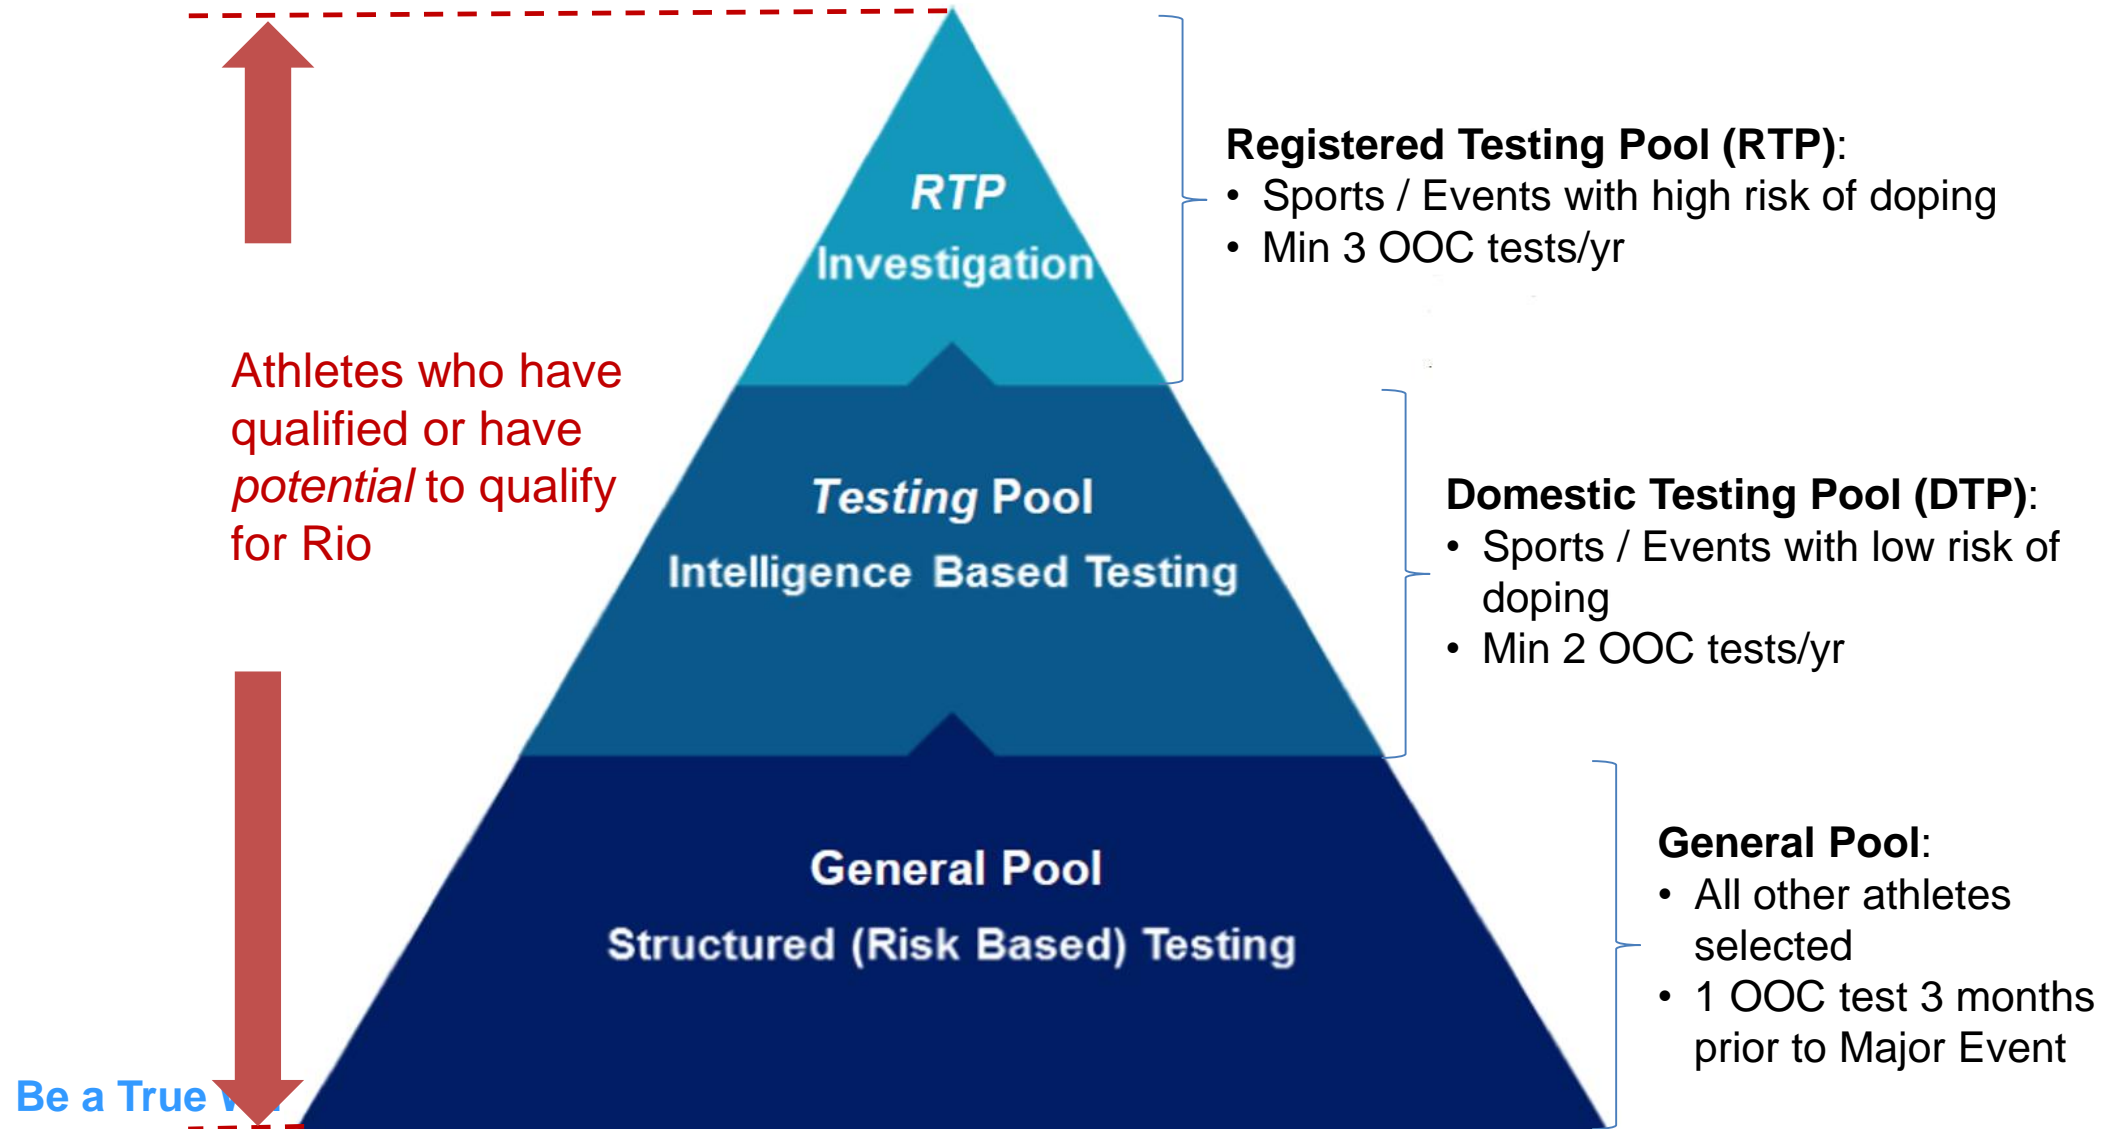 RTP
Investigation
Testing Pool
Intelligence Based Testing
General Pool
Structured (Risk Based) Testing
Athletes who have
qualified or have
potential to qualify
for Rio
Registered Testing Pool (RTP):
• Sports / Events with high risk of doping
• Min 3 OOC tests/yr
Domestic Testing Pool (DTP):
• Sports / Events with low risk of
doping
• Min 2 OOC tests/yr
General Pool:
• All other athletes
selected
• 1 OOC test 3 months
prior to Major Event
Be a True